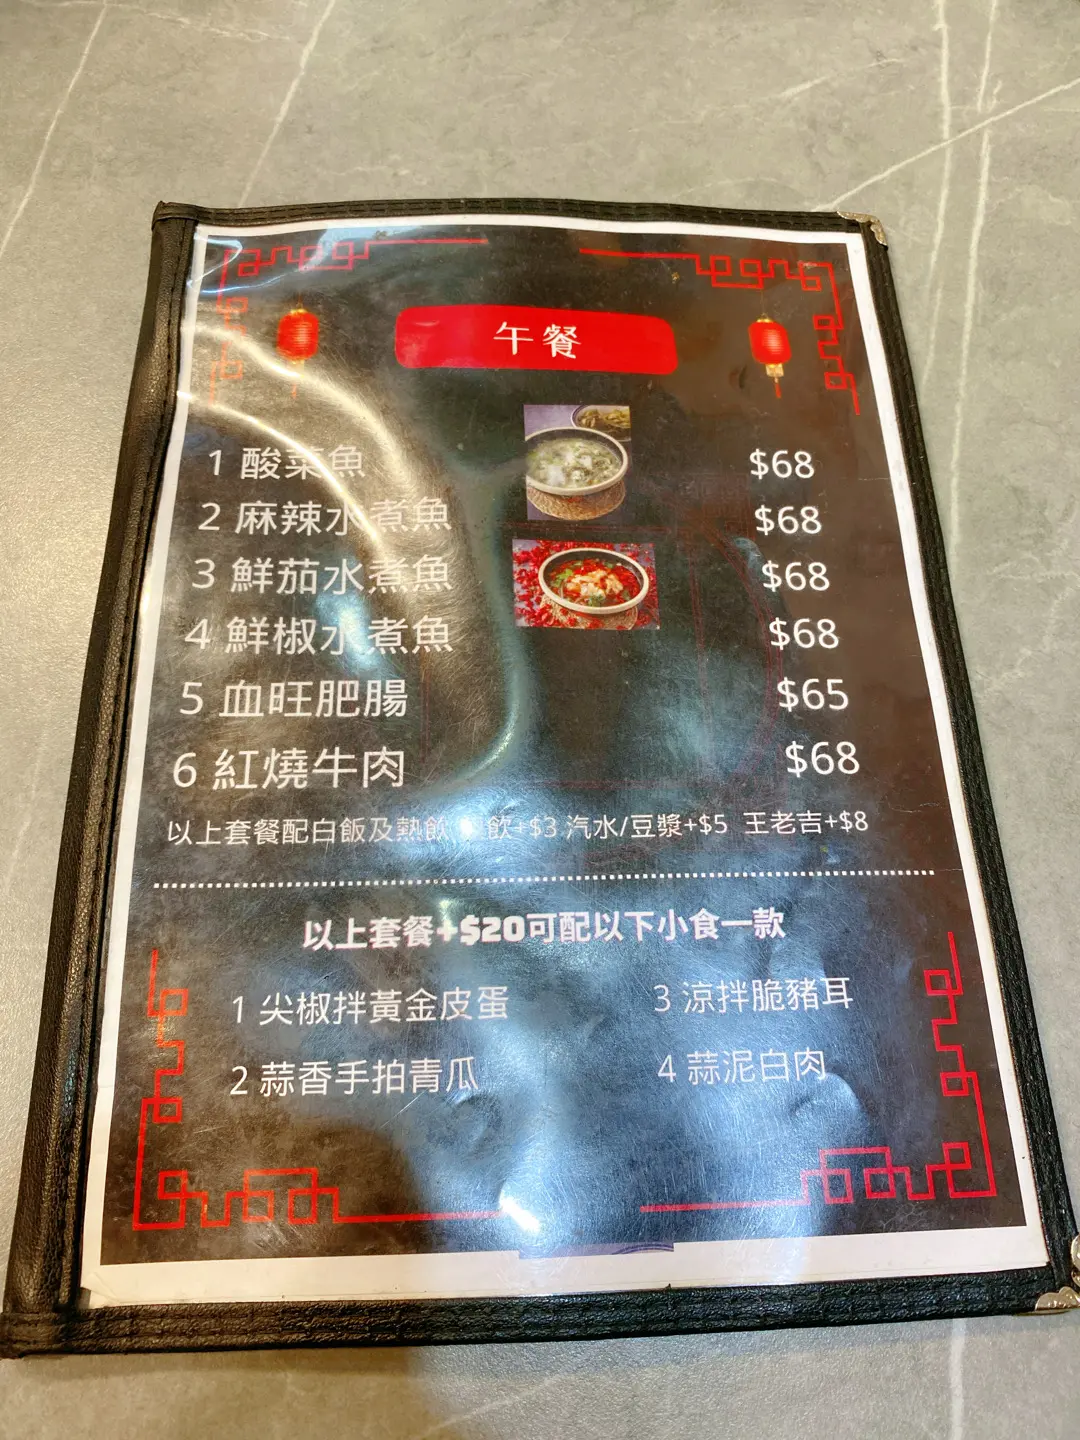 午餐
1 酸菜魚 $68
2 麻辣水煮魚 $68
3 鮮茄水煮魚 $68
4 鮮椒水煮魚 $68
5 血旺肥腸 $65
6 紅燒牛肉 $68
以上套餐配白飯及熱飲 飲+$3 汽水/豆漿+$5 王老吉+$8
以上套餐+$20可配以下小食一款
1 尖椒拌黃金皮蛋
3 涼拌脆豬耳
2 蒜香手拍青瓜
4 蒜泥白肉